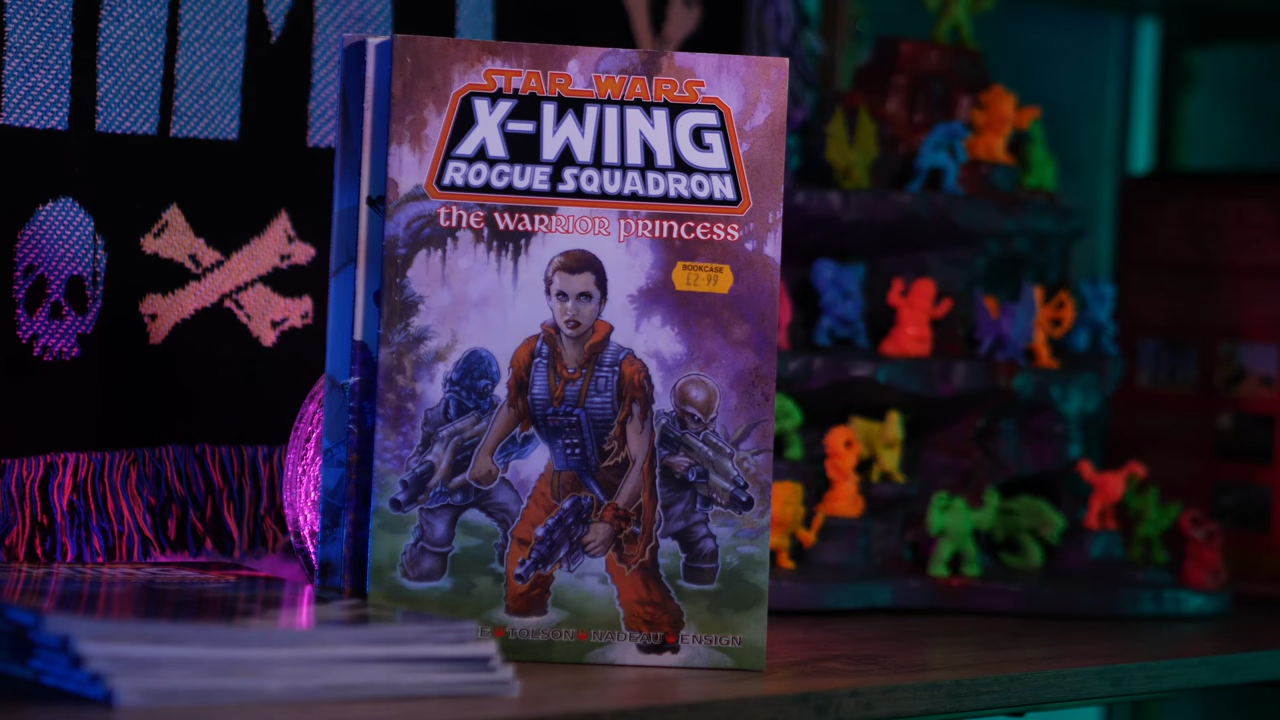 STAR WARS
X-WING
ROGUE SQUADRON
the WARRIOR PRINCESS
BOOKCASE
£2-99
TOLSON NADEAU ENSIGN